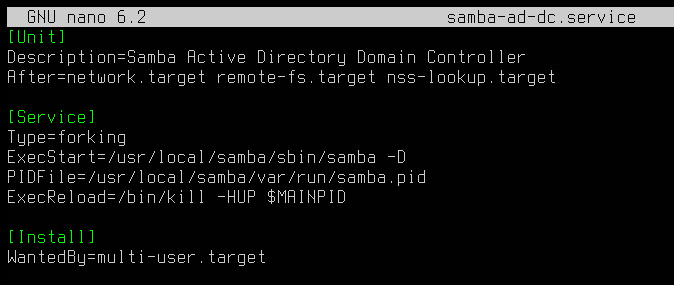 GNU nano 6.2 samba-ad-dc.service
[Unit]
Description=Samba Active Directory Domain Controller
After=network.target remote-fs.target nss-lookup.target
[Service]
Type=forking
ExecStart=/usr/local/samba/sbin/samba -D
PIDFile=/usr/local/samba/var/run/samba.pid
ExecReload=/bin/kill -HUP $MAINPID
[Install]
WantedBy=multi-user.target